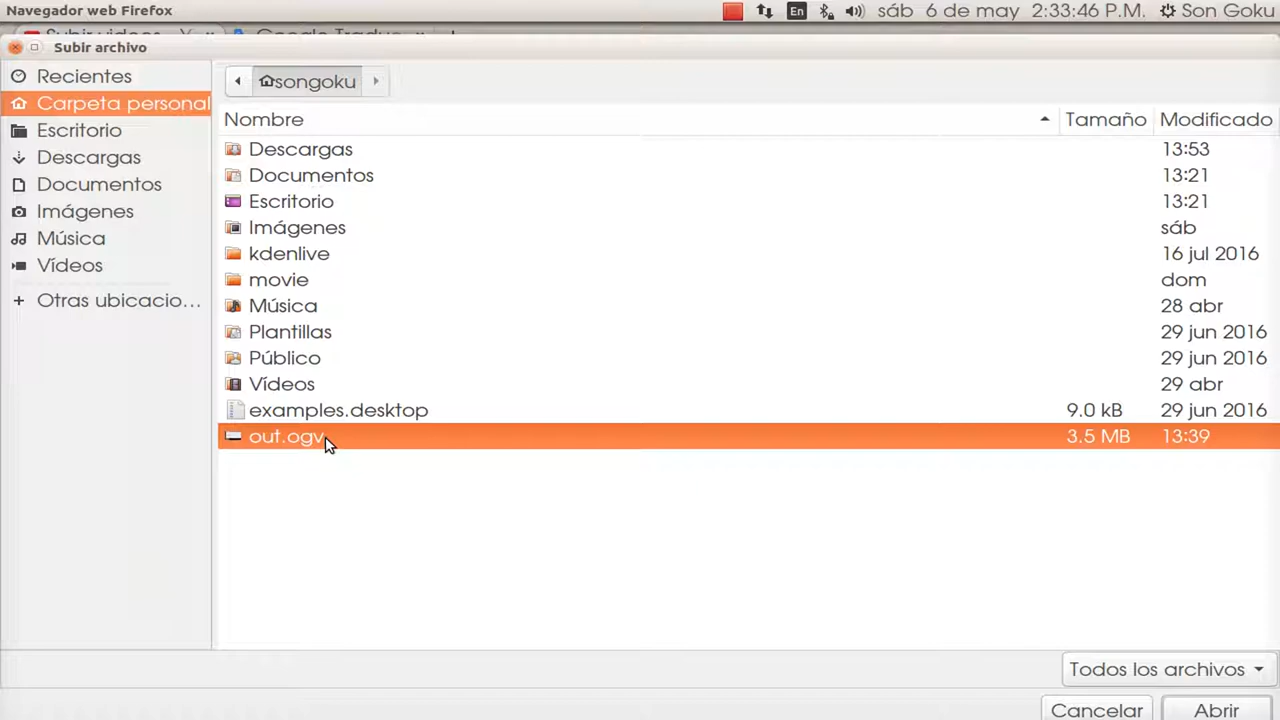 Navegador web Firefox
En
sáb 6 de may 2:33:46 P.M.
Son Goku
Subir archivo
Recientes
Carpeta personal
Escritorio
Descargas
Documentos
Imágenes
Música
Vídeos
+ Otras ubicacio...
songoku
Nombre Tamaño Modificado
Descargas 13:53
Documentos 13:21
Escritorio 13:21
Imágenes sáb
kdenlive 16 jul 2016
movie dom
Música 28 abr
Plantillas 29 jun 2016
Público 29 jun 2016
Vídeos 29 abr
examples.desktop 9.0 kB 29 jun 2016
out.ogv 3.5 MB 13:39
Todos los archivos
Cancelar
Abrir